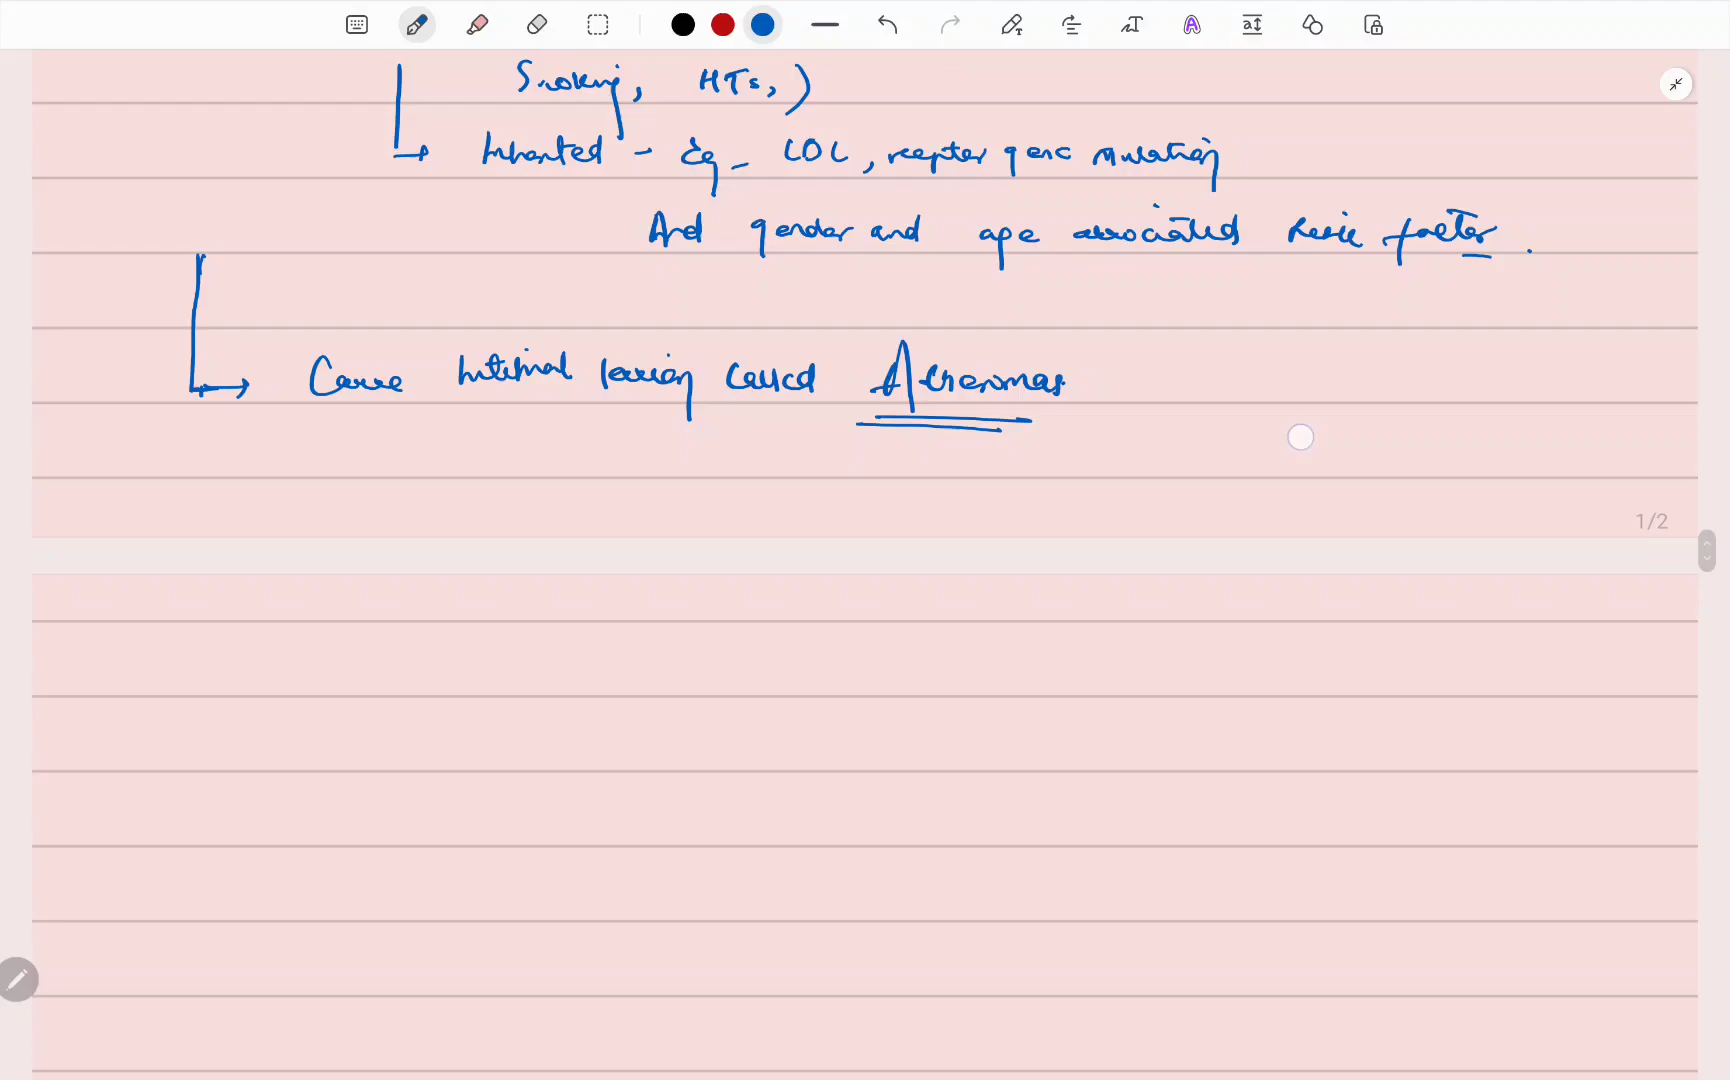 Smoking, HTs,)
Inherited - Eg - LDL, receptor gene mutation
And gender and age associated Risk factor.
Cause Intimal lesion called Atheromas.
1/2